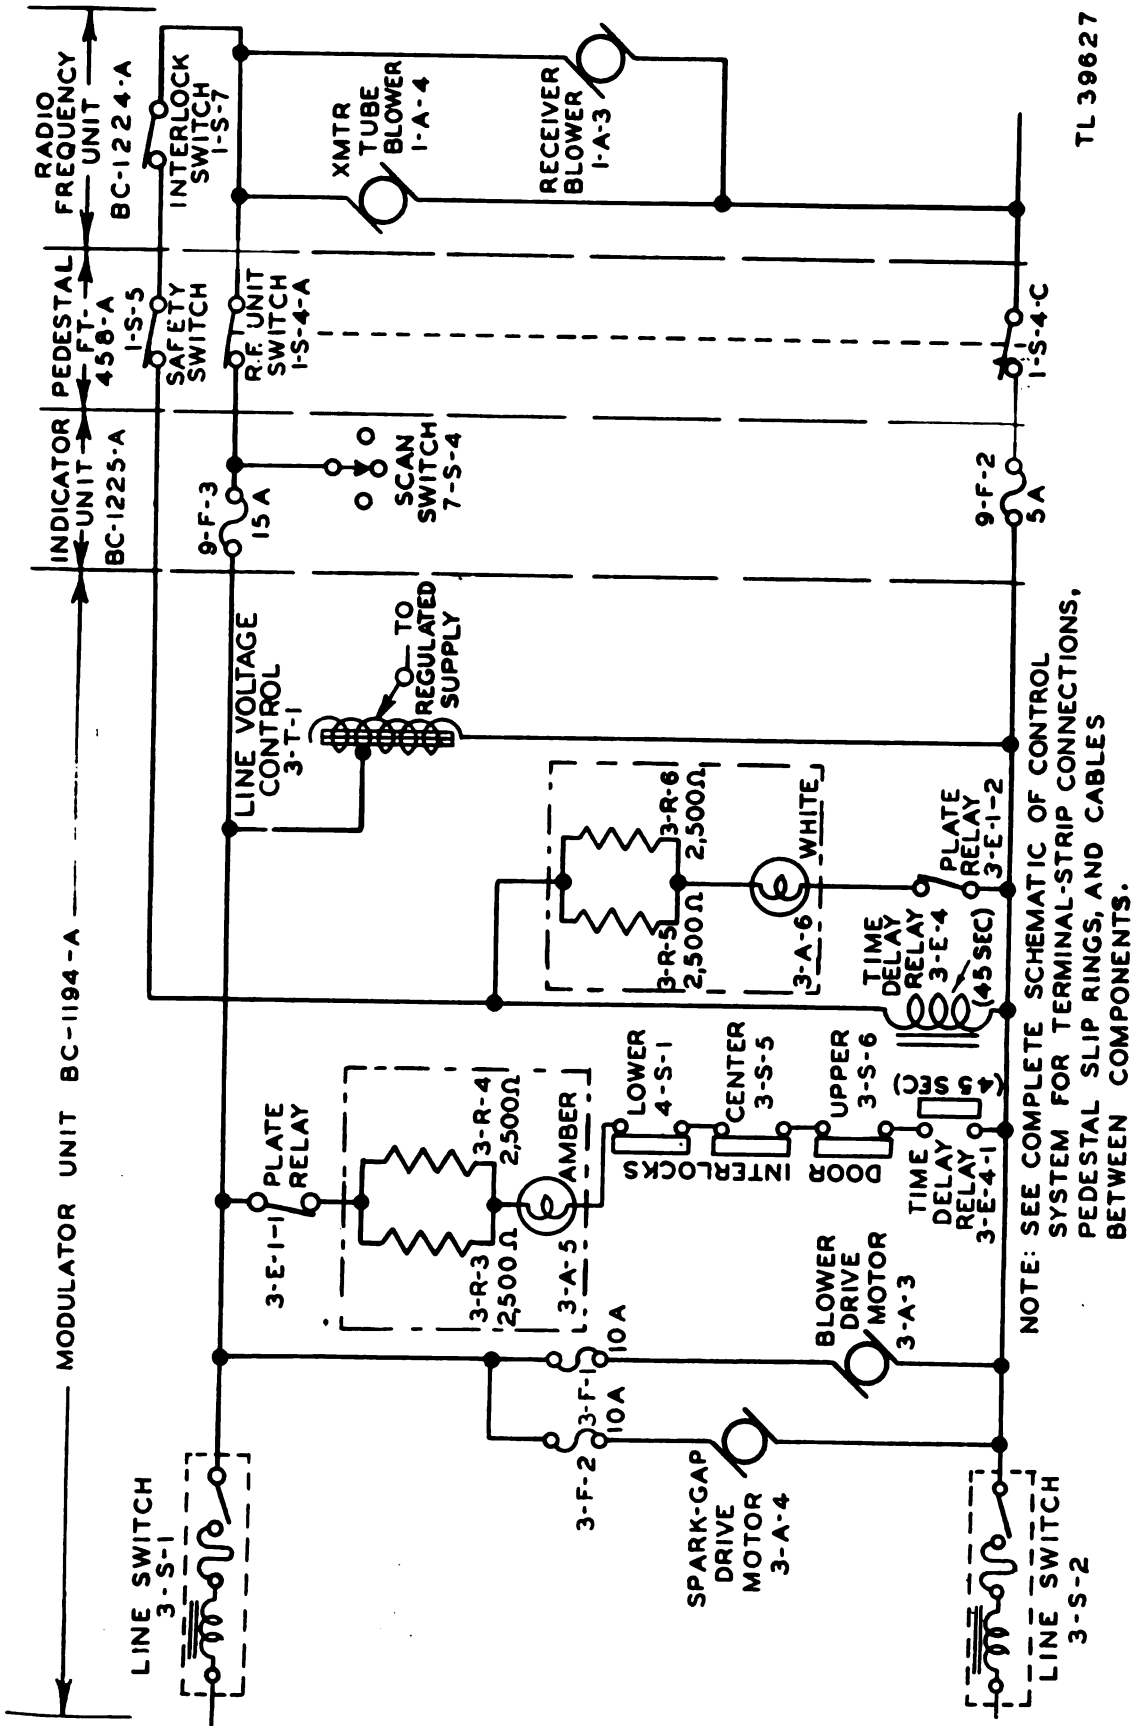 MODULATOR UNIT BC-1194-A
INDICATOR
UNIT
BC-1225-A
PEDESTAL
FT-
458-A
RADIO
FREQUENCY
UNIT
BC-1224-A
LINE SWITCH
3-S-1
1-S-5
SAFETY
SWITCH
INTERLOCK
SWITCH
1-S-7
9-F-3
15 A
R.F. UNIT
SWITCH
1-S-4-A
LINE VOLTAGE
CONTROL
3-T-1
TO
REGULATED
SUPPLY
SCAN
SWITCH
7-S-4
XMTR
TUBE
BLOWER
1-A-4
RECEIVER
BLOWER
1-A-3
3-E-1-1
PLATE
RELAY
3-R-3
2,500Ω
3-R-4
2,500Ω
3-A-5
AMBER
3-R-5
2,500Ω
3-R-6
2,500Ω
3-A-6
WHITE
3-F-2
10A
3-F-1
10A
LOWER
4-S-1
CENTER
3-S-5
UPPER
3-S-6
DOOR INTERLOCKS
SPARK-GAP
DRIVE
MOTOR
3-A-4
BLOWER
DRIVE
MOTOR
3-A-3
TIME
DELAY
RELAY
3-E-4-1
(45 SEC)
TIME
DELAY
RELAY
3-E-4
(45 SEC)
PLATE
RELAY
3-E-1-2
9-F-2
5A
1-S-4-C
LINE SWITCH
3-S-2
NOTE: SEE COMPLETE SCHEMATIC OF CONTROL
SYSTEM FOR TERMINAL-STRIP CONNECTIONS,
PEDESTAL SLIP RINGS, AND CABLES
BETWEEN COMPONENTS.
TL 39627